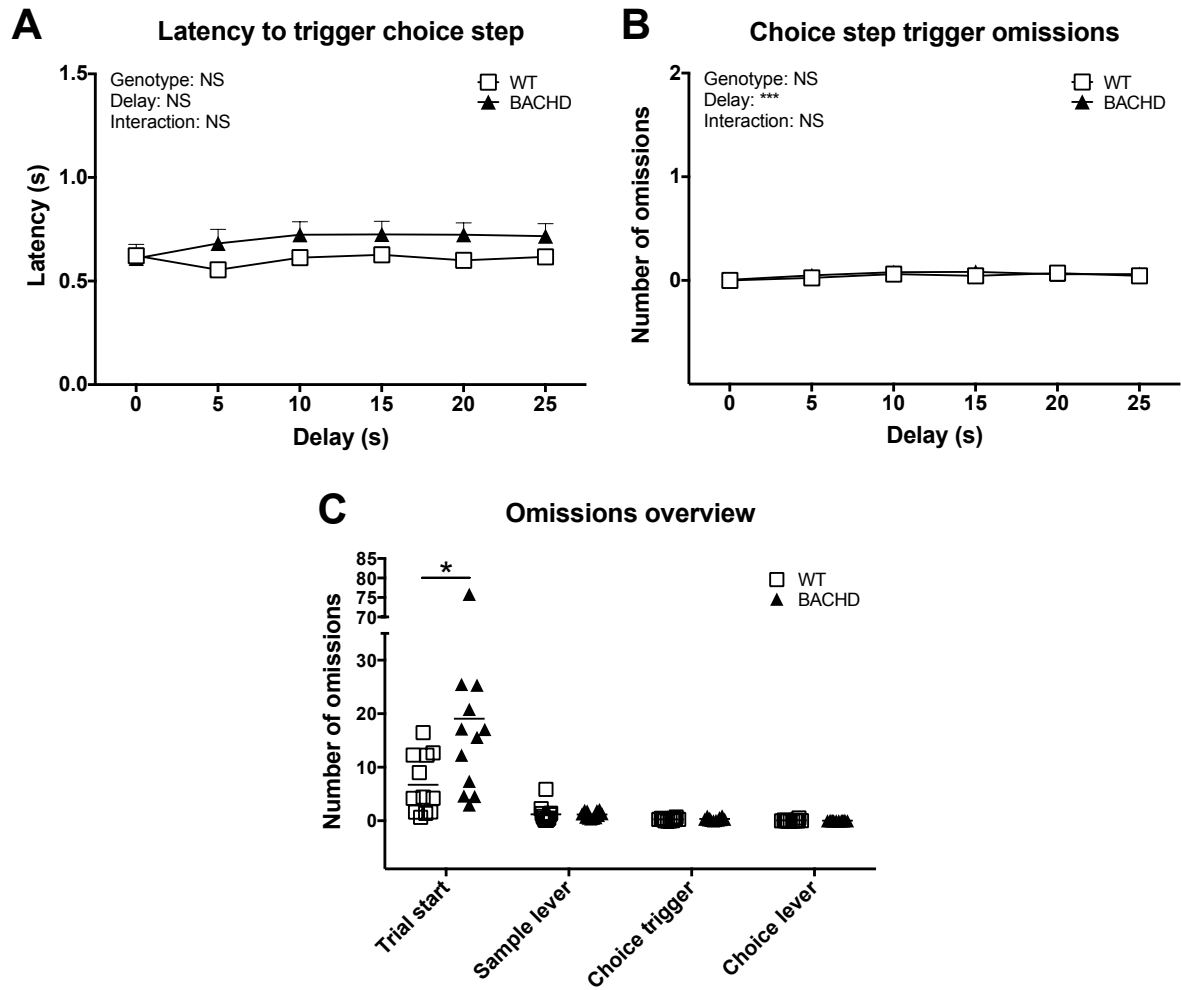 A
Latency to trigger choice step
Genotype: NS
Delay: NS
Interaction: NS
WT
BACHD
1.5
1.0
0.5
0.0
Latency (s)
0 5 10 15 20 25
Delay (s)
B
Choice step trigger omissions
Genotype: NS
Delay: ***
Interaction: NS
WT
BACHD
2
1
0
Number of omissions
0 5 10 15 20 25
Delay (s)
C
Omissions overview
WT
BACHD
*
85
80
75
70
30
20
10
0
Number of omissions
Trial start
Sample lever
Choice trigger
Choice lever